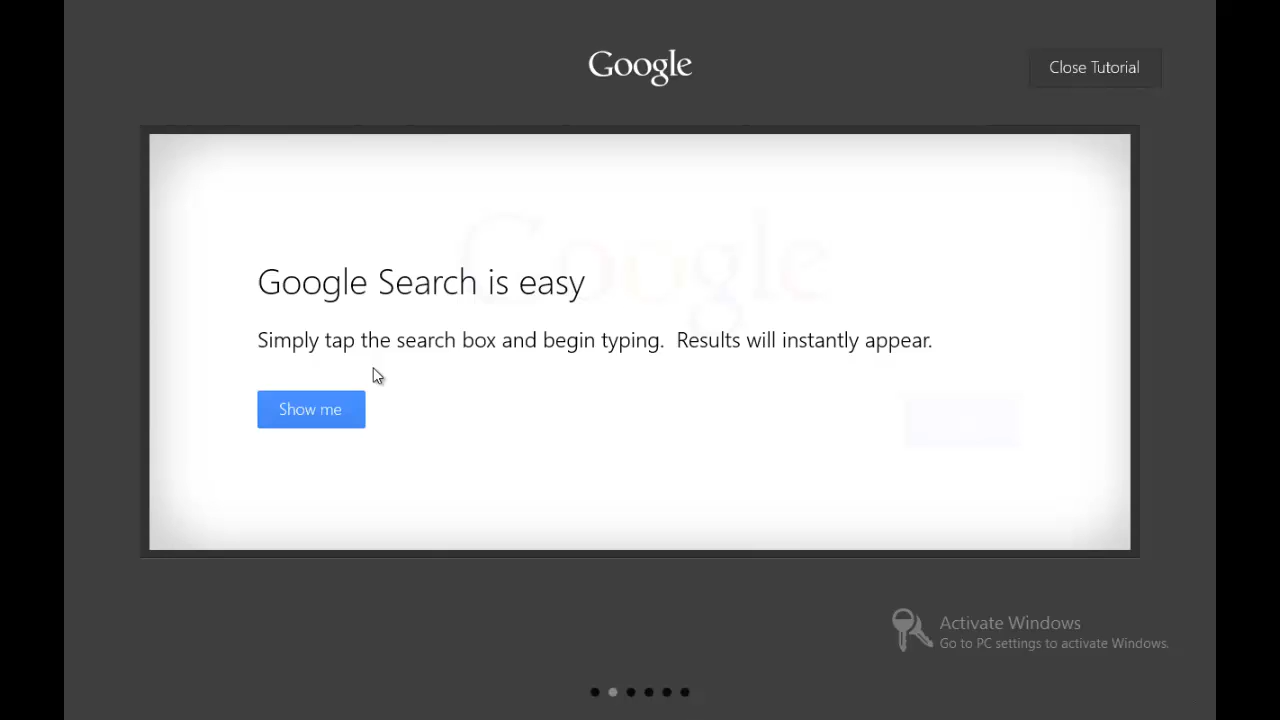 Google
Close Tutorial
Google
Google Search is easy
Simply tap the search box and begin typing.  Results will instantly appear.
Show me
Activate Windows
Go to PC settings to activate Windows.